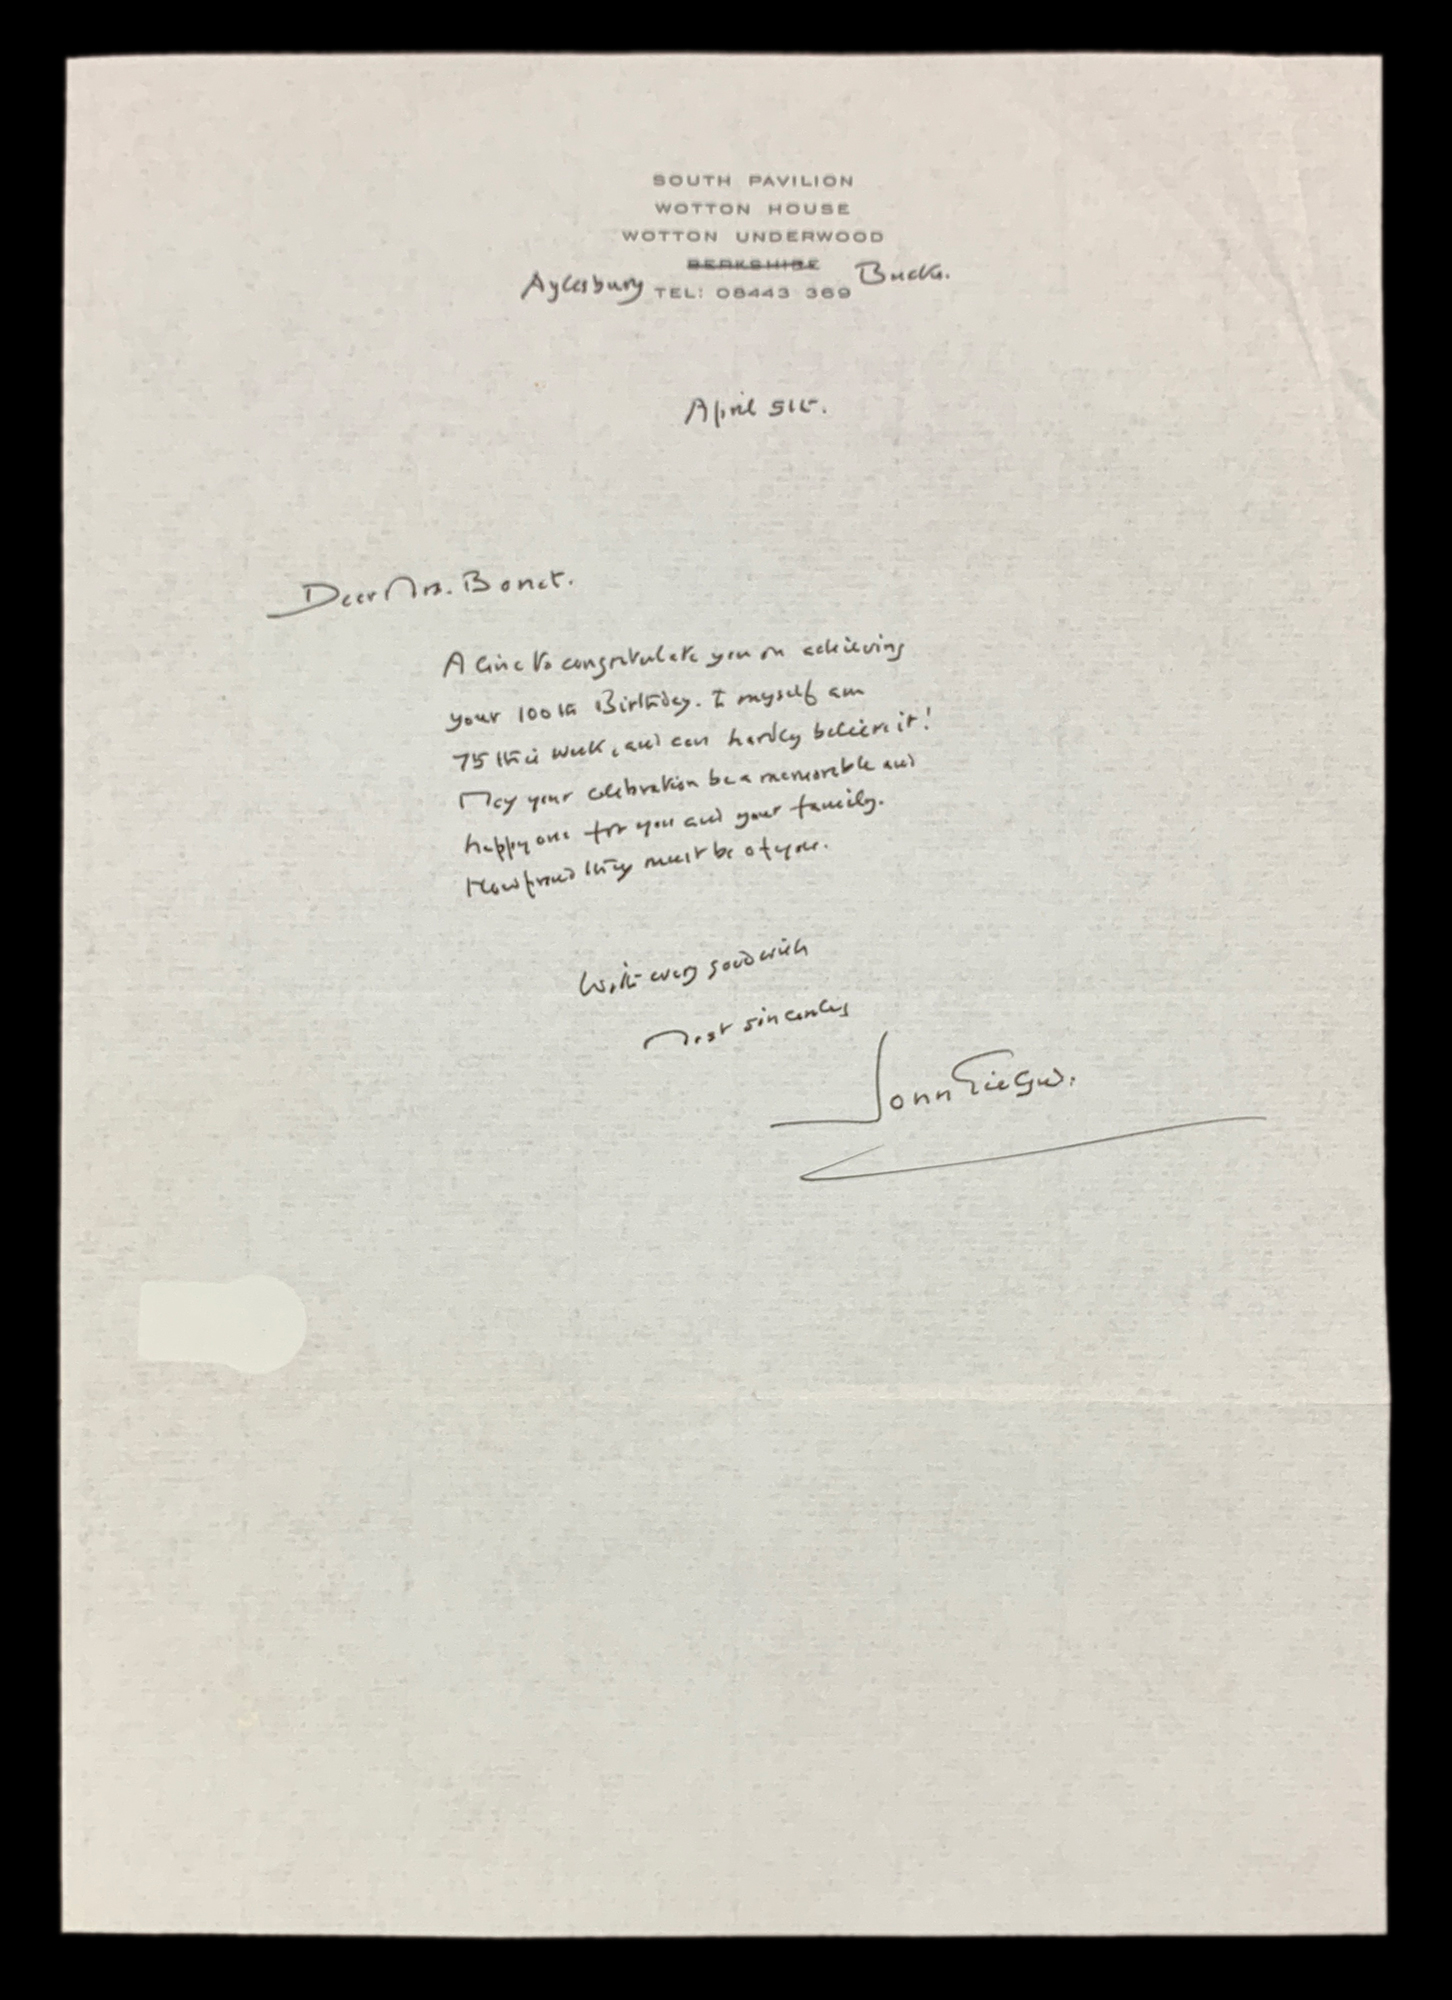 SOUTH PAVILION
WOTTON HOUSE
WOTTON UNDERWOOD
BERKSHIRE
Aylesbury Bucks.
TEL: 08443 369
April 5th.
Dear Mrs. Bonet.
A line to congratulate you on achieving
your 100th Birthday. I myself am
75 this week, and can hardly believe it!
May your celebration be a memorable and
happy one for you and your family.
How proud they must be of you.
With every good wish
Most sincerely
John Gielgud.